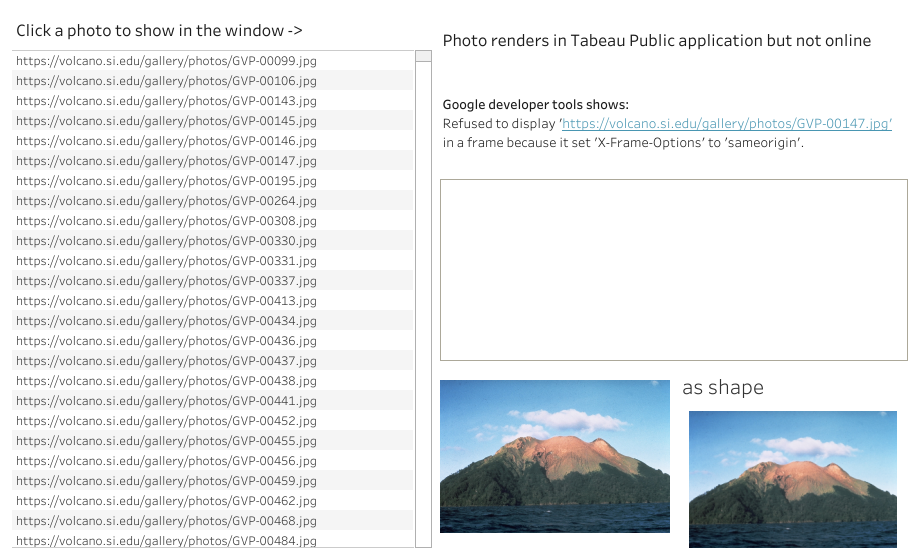 Click a photo to show in the window ->
https://volcano.si.edu/gallery/photos/GVP-00099.jpg
https://volcano.si.edu/gallery/photos/GVP-00106.jpg
https://volcano.si.edu/gallery/photos/GVP-00143.jpg
https://volcano.si.edu/gallery/photos/GVP-00145.jpg
https://volcano.si.edu/gallery/photos/GVP-00146.jpg
https://volcano.si.edu/gallery/photos/GVP-00147.jpg
https://volcano.si.edu/gallery/photos/GVP-00195.jpg
https://volcano.si.edu/gallery/photos/GVP-00264.jpg
https://volcano.si.edu/gallery/photos/GVP-00308.jpg
https://volcano.si.edu/gallery/photos/GVP-00330.jpg
https://volcano.si.edu/gallery/photos/GVP-00331.jpg
https://volcano.si.edu/gallery/photos/GVP-00337.jpg
https://volcano.si.edu/gallery/photos/GVP-00413.jpg
https://volcano.si.edu/gallery/photos/GVP-00434.jpg
https://volcano.si.edu/gallery/photos/GVP-00436.jpg
https://volcano.si.edu/gallery/photos/GVP-00437.jpg
https://volcano.si.edu/gallery/photos/GVP-00438.jpg
https://volcano.si.edu/gallery/photos/GVP-00441.jpg
https://volcano.si.edu/gallery/photos/GVP-00452.jpg
https://volcano.si.edu/gallery/photos/GVP-00455.jpg
https://volcano.si.edu/gallery/photos/GVP-00456.jpg
https://volcano.si.edu/gallery/photos/GVP-00459.jpg
https://volcano.si.edu/gallery/photos/GVP-00462.jpg
https://volcano.si.edu/gallery/photos/GVP-00468.jpg
https://volcano.si.edu/gallery/photos/GVP-00484.jpg
Photo renders in Tabeau Public application but not online
Google developer tools shows:
Refused to display 'https://volcano.si.edu/gallery/photos/GVP-00147.jpg'
in a frame because it set 'X-Frame-Options' to 'sameorigin'.
as shape